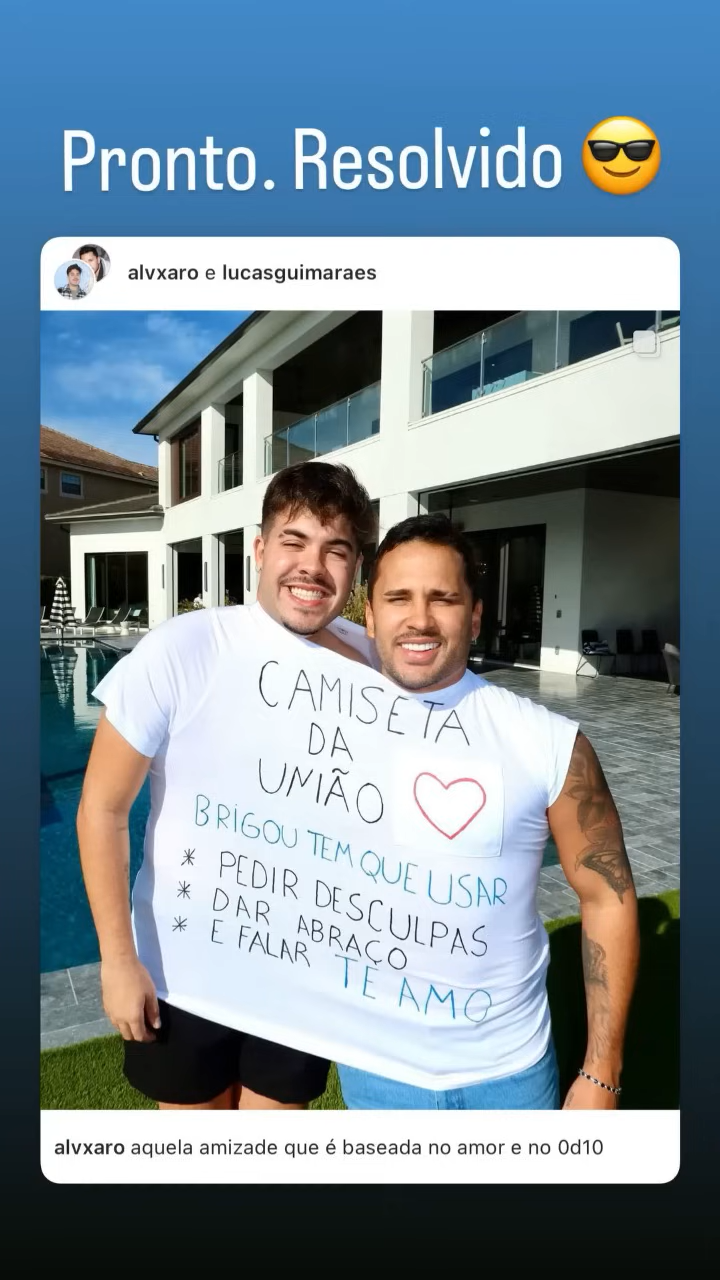 Pronto. Resolvido 😎
alvxaro e lucasguimaraes
CAMISETA
DA
UNIÃO
BRIGOU TEM QUE USAR
* PEDIR DESCULPAS
* DAR ABRAÇO
* E FALAR TE AMO
alvxaro aquela amizade que é baseada no amor e no 0d10